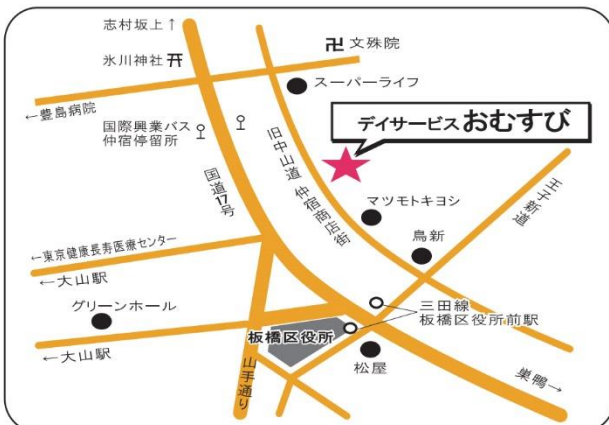 志村坂上↑
氷川神社
文殊院
スーパーライフ
←豊島病院
国際興業バス
仲宿停留所
デイサービスおむすび
旧中山道 仲宿商店街
国道17号
王子新道
マツモトキヨシ
鳥新
←東京健康長寿医療センター
←大山駅
グリーンホール
三田線
板橋区役所前駅
板橋区役所
←大山駅
松屋
山手通り
巣鴨→